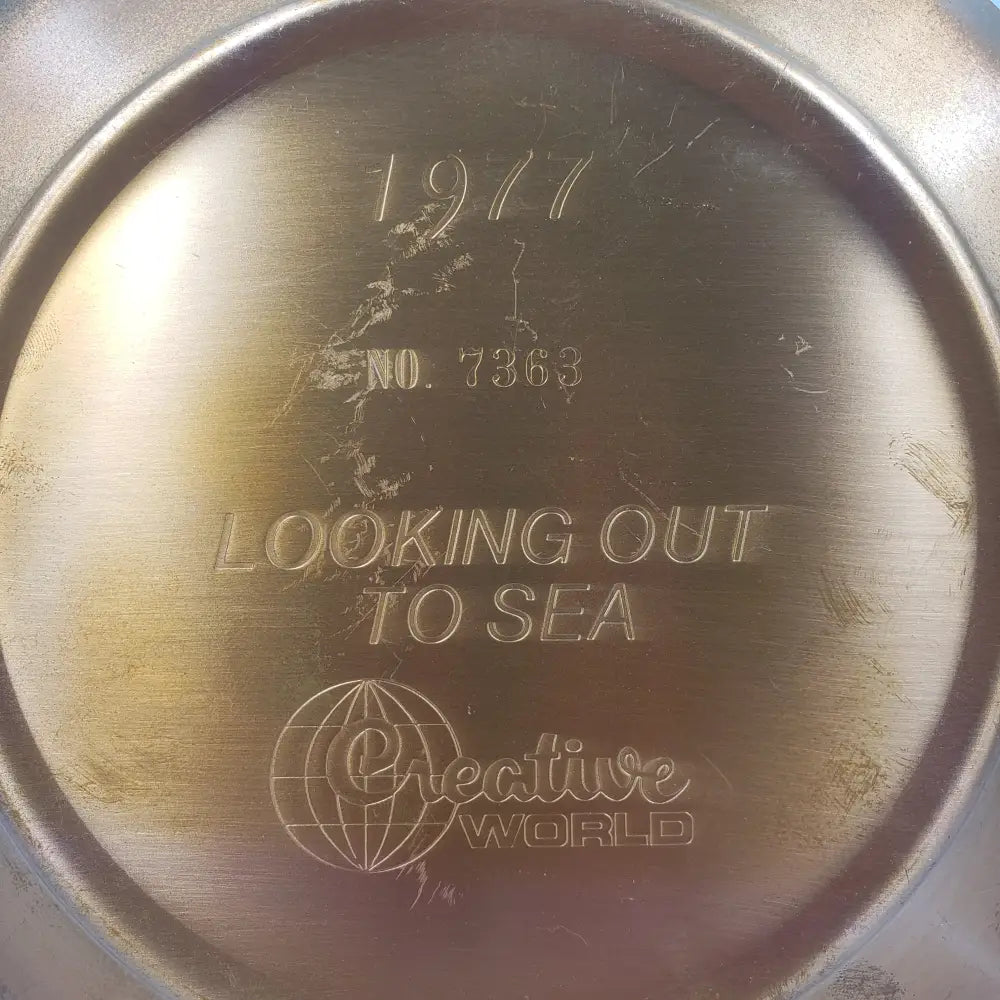 1977
NO. 7363
LOOKING OUT
TO SEA
Creative
WORLD